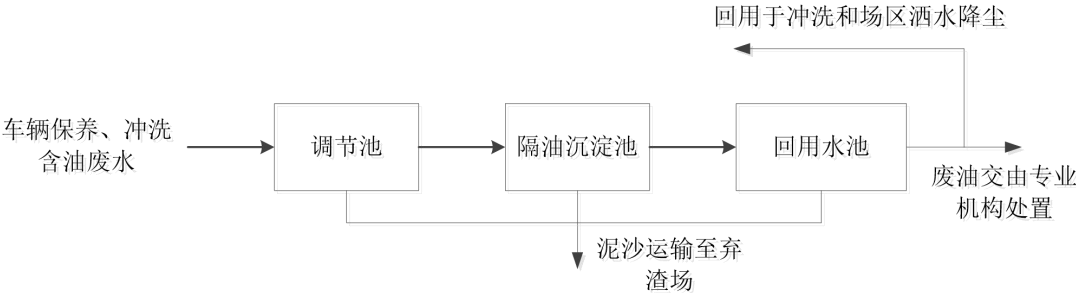 回用于冲洗和场区洒水降尘
车辆保养、冲洗
含油废水
调节池
隔油沉淀池
回用水池
废油交由专业
机构处置
泥沙运输至弃
渣场